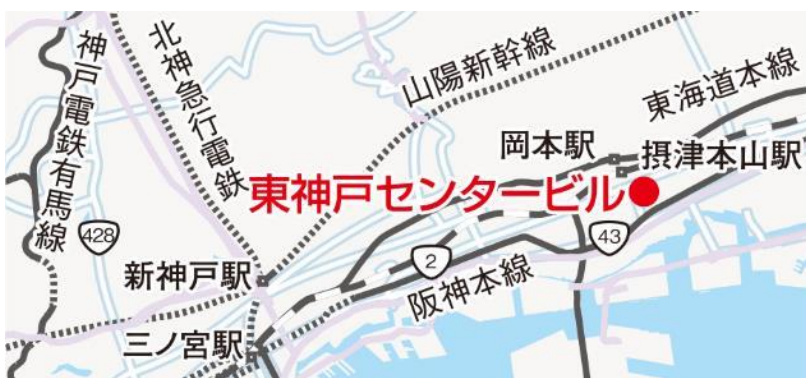 神戸電鉄有馬線
北神急行電鉄
山陽新幹線
東海道本線
岡本駅
摂津本山駅
東神戸センタービル
428
43
2
新神戸駅
阪神本線
三ノ宮駅